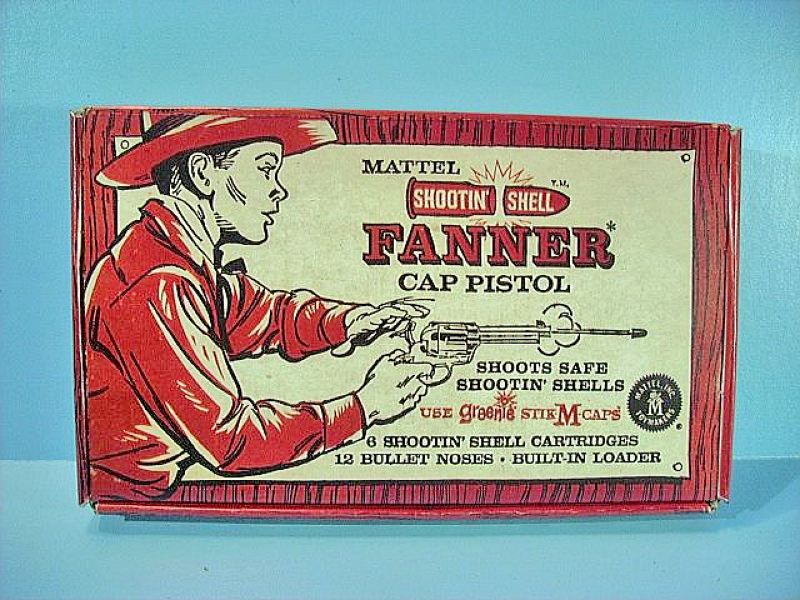 MATTEL
SHOOTIN' SHELL T.M.
FANNER*
CAP PISTOL
SHOOTS SAFE
SHOOTIN' SHELLS
USE greenie STIK-M-CAPS*
6 SHOOTIN' SHELL CARTRIDGES
12 BULLET NOSES • BUILT-IN LOADER
MATTEL
M
®